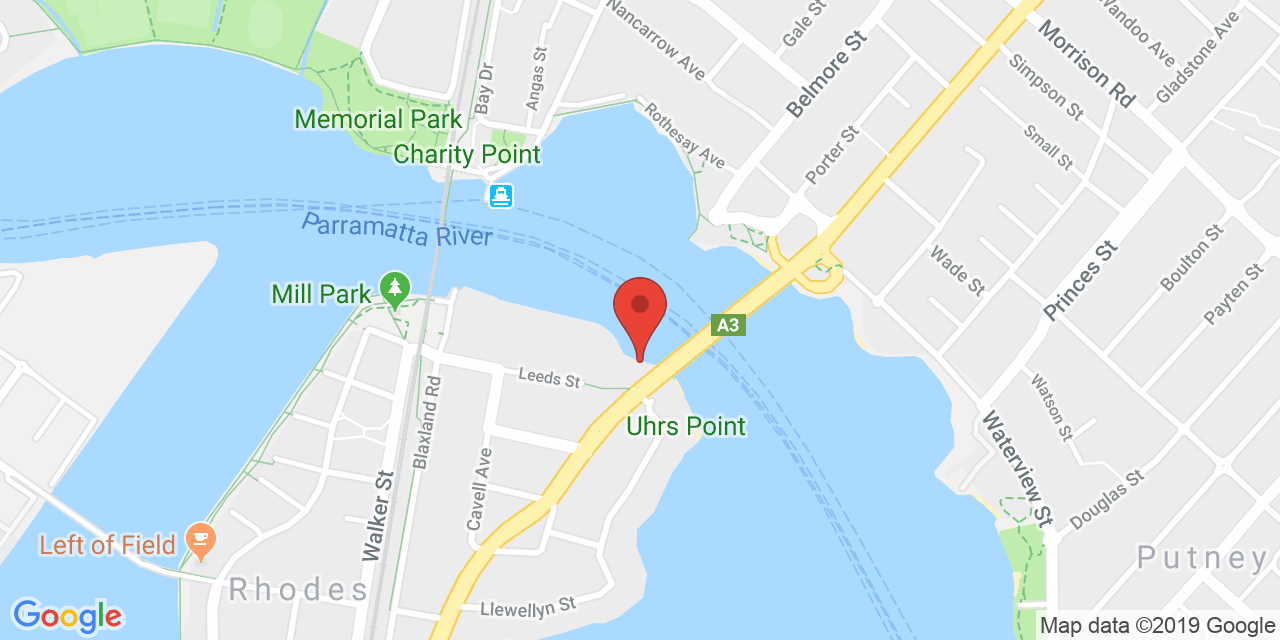 Nancarrow Ave
Gale St
Wandoo Ave
Morrison Rd
Gladstone Ave
Belmore St
Simpson St
Bay Dr
Angas St
Memorial Park
Charity Point
Rothesay Ave
Porter St
Small St
Parramatta River
Wade St
Princes St
Boulton St
Payten St
Mill Park
A3
Leeds St
Blaxland Rd
Uhrs Point
Watson St
Waterview St
Douglas St
Cavell Ave
Walker St
Left of Field
Rhodes
Putney
Llewellyn St
Google
Map data ©2019 Google